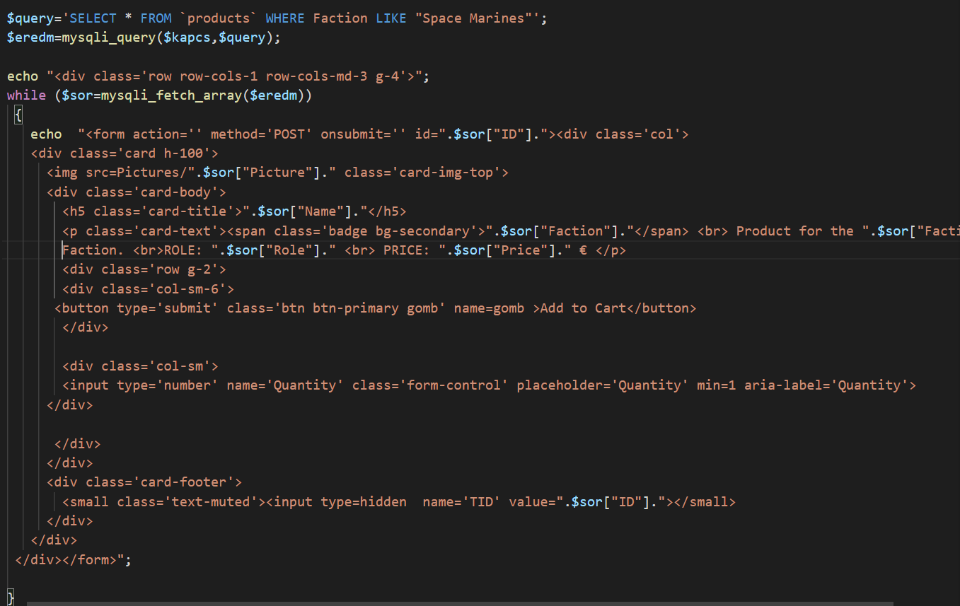 $query='SELECT * FROM `products` WHERE Faction LIKE "Space Marines"';
$eredm=mysqli_query($kapcs,$query);
echo "<div class='row row-cols-1 row-cols-md-3 g-4'>";
while ($sor=mysqli_fetch_array($eredm))
{
echo  "<form action='' method='POST' onsubmit='' id=".$sor["ID"]."><div class='col'>
<div class='card h-100'>
<img src=Pictures/".$sor["Picture"]." class='card-img-top'>
<div class='card-body'>
<h5 class='card-title'>".$sor["Name"]."</h5>
<p class='card-text'><span class='badge bg-secondary'>".$sor["Faction"]."</span> <br> Product for the ".$sor["Facti
Faction. <br>ROLE: ".$sor["Role"]." <br> PRICE: ".$sor["Price"]." € </p>
<div class='row g-2'>
<div class='col-sm-6'>
<button type='submit' class='btn btn-primary gomb' name=gomb >Add to Cart</button>
</div>
<div class='col-sm'>
<input type='number' name='Quantity' class='form-control' placeholder='Quantity' min=1 aria-label='Quantity'>
</div>
</div>
</div>
<div class='card-footer'>
<small class='text-muted'><input type=hidden  name='TID' value=".$sor["ID"]."></small>
</div>
</div>
</div></form>";
}